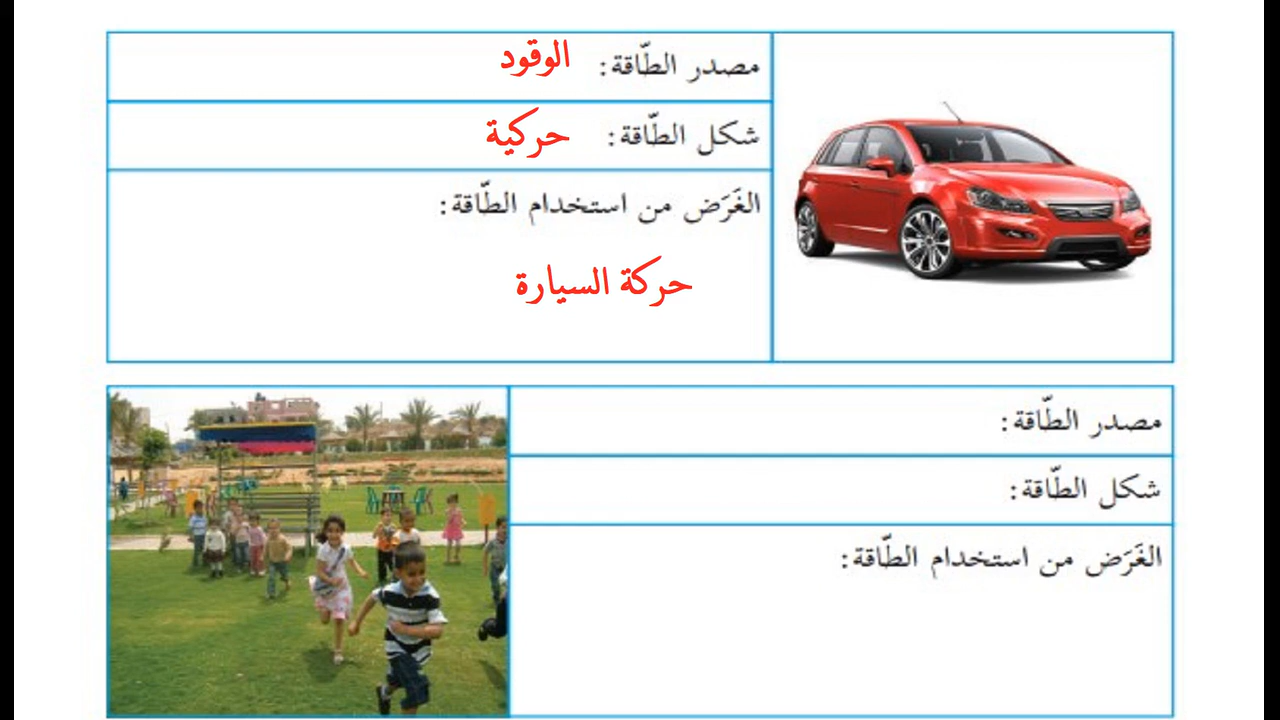 مصدر الطّاقة: الوقود
شكل الطّاقة: حركية
الغَرَض من استخدام الطّاقة:
حركة السيارة
مصدر الطّاقة:
شكل الطّاقة:
الغَرَض من استخدام الطّاقة: